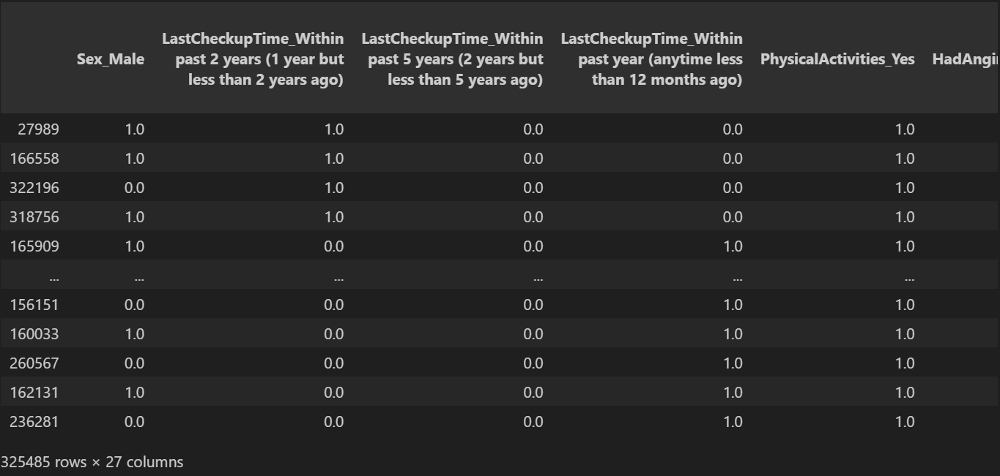 Sex_Male LastCheckupTime_Within past 2 years (1 year but less than 2 years ago) LastCheckupTime_Within past 5 years (2 years but less than 5 years ago) LastCheckupTime_Within past year (anytime less than 12 months ago) PhysicalActivities_Yes
27989 1.0 1.0 0.0 0.0 1.0
166558 1.0 1.0 0.0 0.0 1.0
322196 0.0 1.0 0.0 0.0 1.0
318756 1.0 1.0 0.0 0.0 1.0
165909 1.0 0.0 0.0 1.0 1.0
... ... ... ... ... ...
156151 0.0 0.0 0.0 1.0 1.0
160033 1.0 0.0 0.0 1.0 1.0
260567 0.0 0.0 0.0 1.0 1.0
162131 1.0 0.0 0.0 1.0 1.0
236281 0.0 0.0 0.0 1.0 1.0
325485 rows × 27 columns